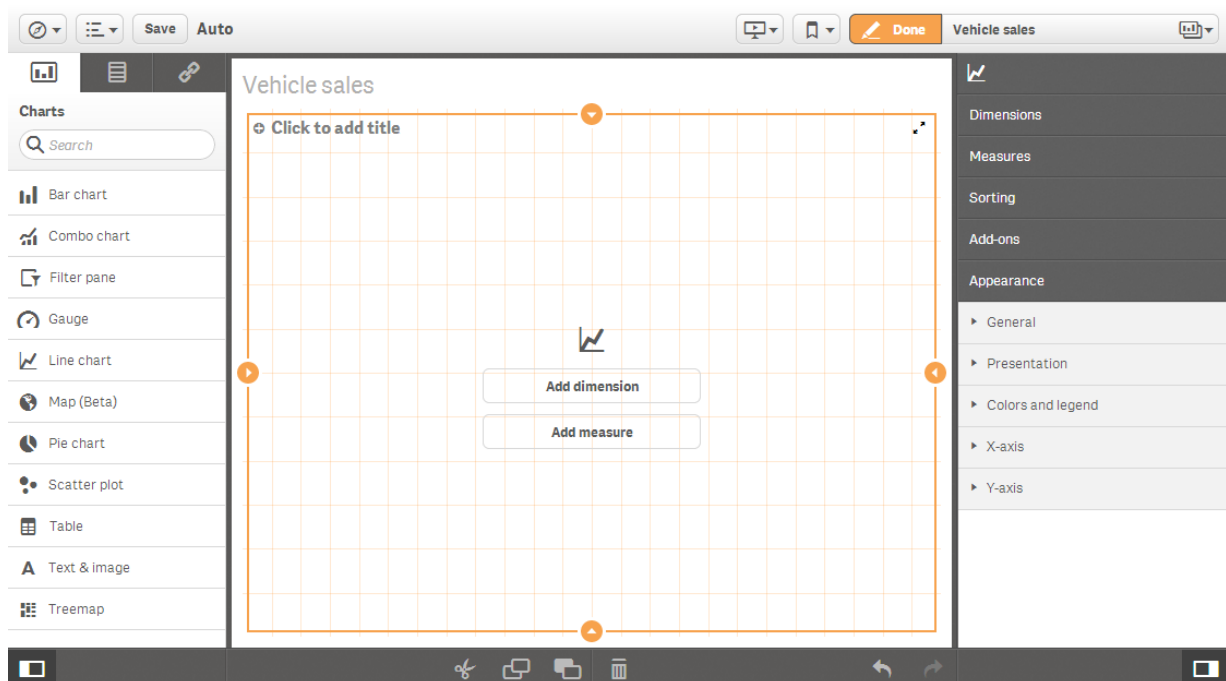 Save Auto Done Vehicle sales
Charts
Search
Bar chart
Combo chart
Filter pane
Gauge
Line chart
Map (Beta)
Pie chart
Scatter plot
Table
A Text & image
Treemap
Vehicle sales
Click to add title
Add dimension
Add measure
Dimensions
Measures
Sorting
Add-ons
Appearance
General
Presentation
Colors and legend
X-axis
Y-axis